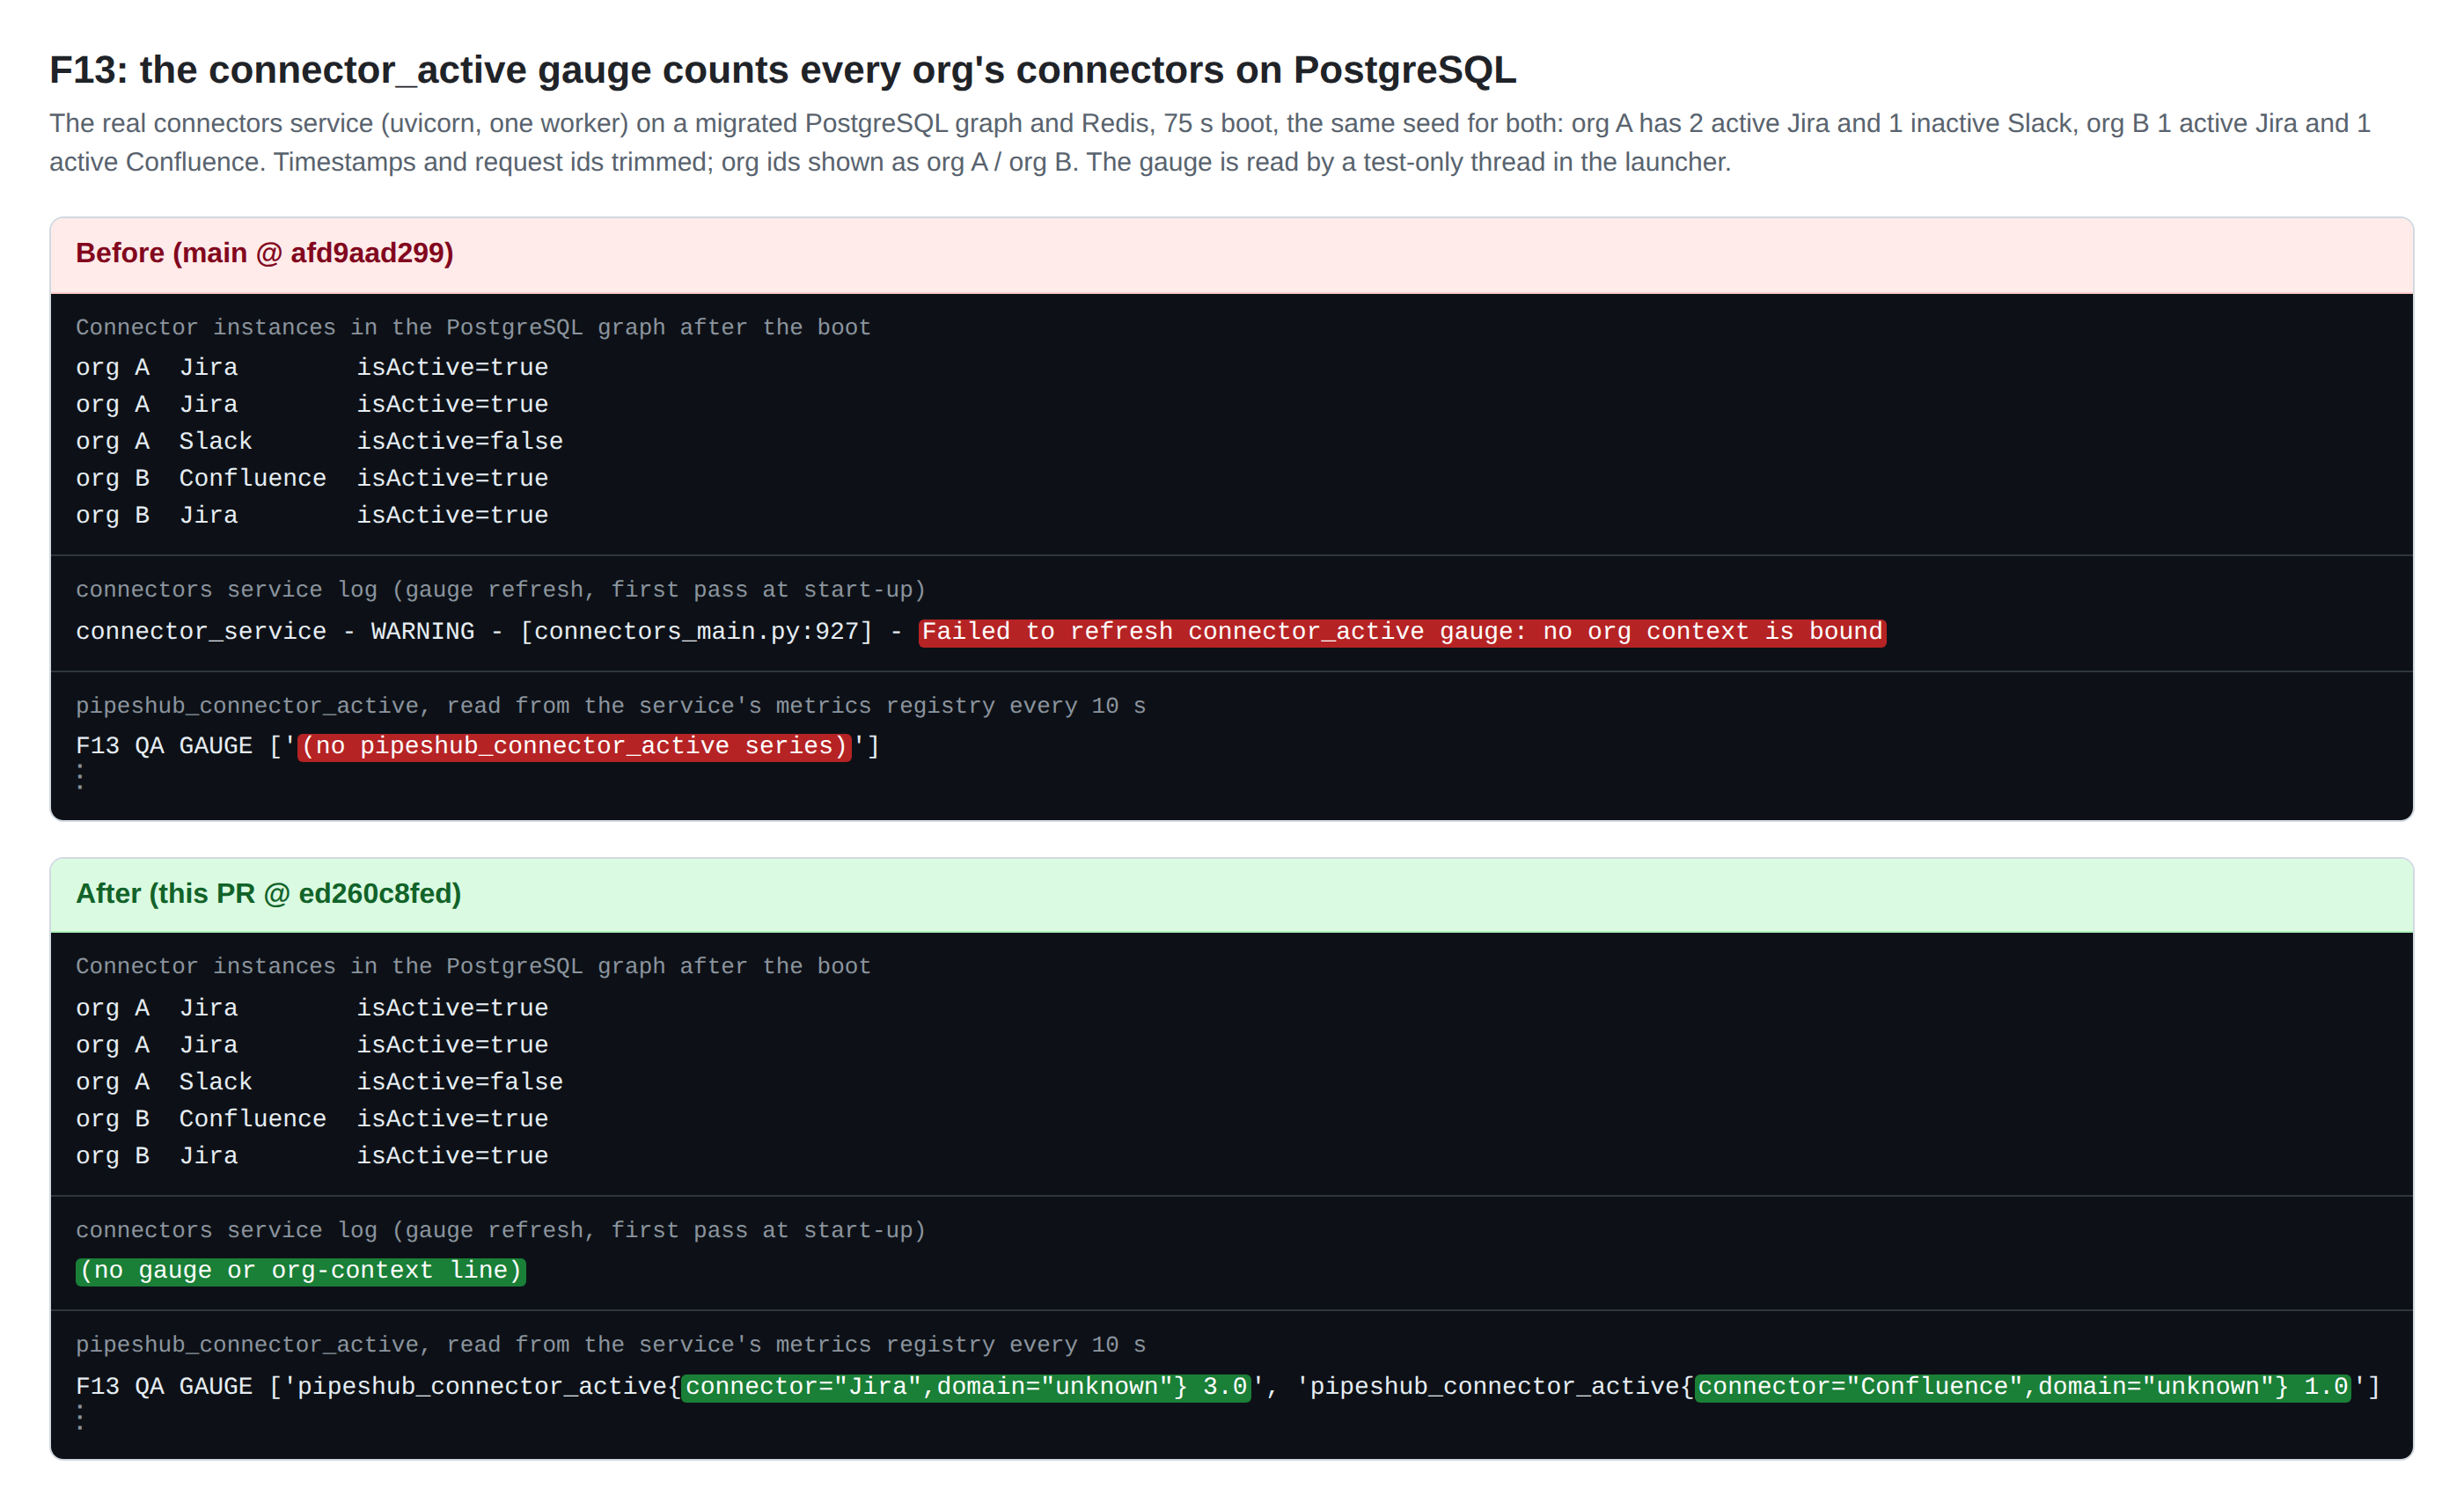 F13: the connector_active gauge counts every org's connectors on PostgreSQL
The real connectors service (uvicorn, one worker) on a migrated PostgreSQL graph and Redis, 75 s boot, the same seed for both: org A has 2 active Jira and 1 inactive Slack, org B 1 active Jira and 1
active Confluence. Timestamps and request ids trimmed; org ids shown as org A / org B. The gauge is read by a test-only thread in the launcher.
Before (main @ afd9aad299)
Connector instances in the PostgreSQL graph after the boot
org A  Jira        isActive=true
org A  Jira        isActive=true
org A  Slack       isActive=false
org B  Confluence  isActive=true
org B  Jira        isActive=true
connectors service log (gauge refresh, first pass at start-up)
connector_service - WARNING - [connectors_main.py:927] - Failed to refresh connector_active gauge: no org context is bound
pipeshub_connector_active, read from the service's metrics registry every 10 s
F13 QA GAUGE ['(no pipeshub_connector_active series)']
⋮
After (this PR @ ed260c8fed)
Connector instances in the PostgreSQL graph after the boot
org A  Jira        isActive=true
org A  Jira        isActive=true
org A  Slack       isActive=false
org B  Confluence  isActive=true
org B  Jira        isActive=true
connectors service log (gauge refresh, first pass at start-up)
(no gauge or org-context line)
pipeshub_connector_active, read from the service's metrics registry every 10 s
F13 QA GAUGE ['pipeshub_connector_active{connector="Jira",domain="unknown"} 3.0', 'pipeshub_connector_active{connector="Confluence",domain="unknown"} 1.0']
⋮